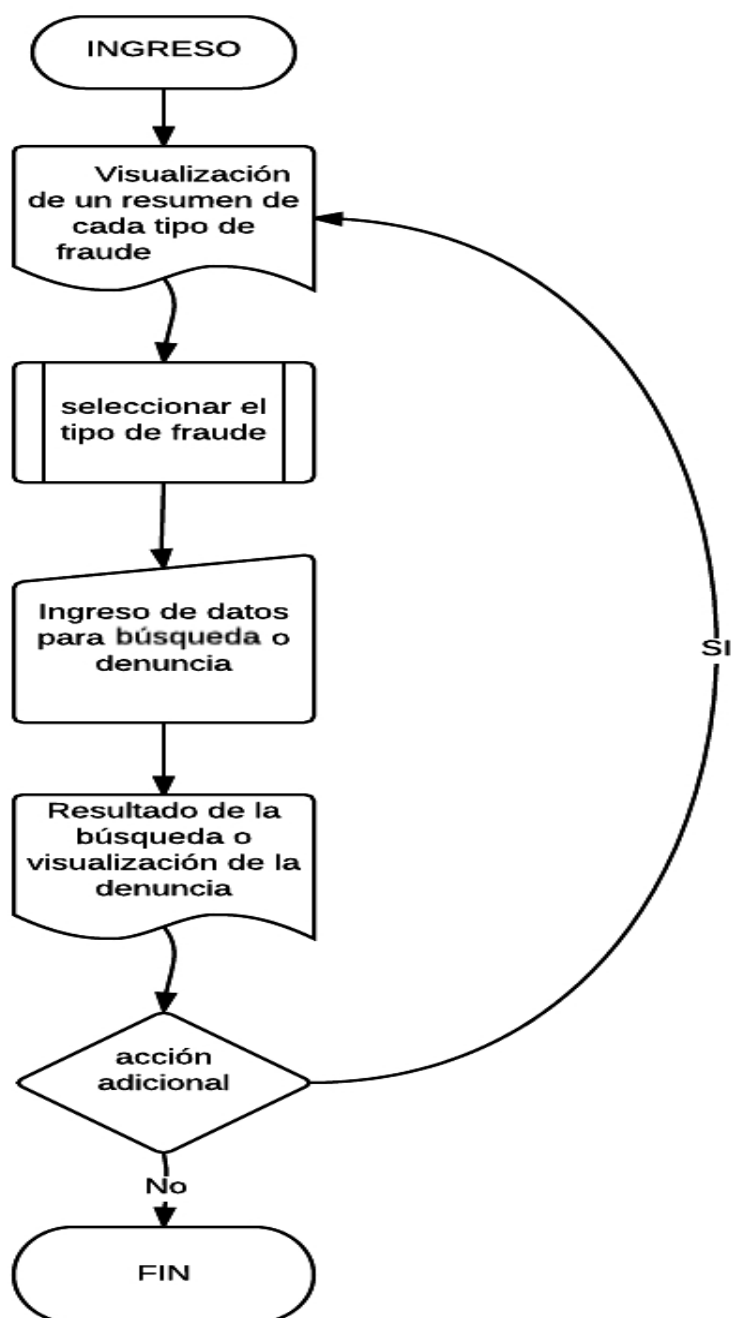 INGRESO
Visualización
de un resumen de
cada tipo de
fraude
seleccionar el
tipo de fraude
Ingreso de datos
para búsqueda o
denuncia
SI
Resultado de la
búsqueda o
visualización de la
denuncia
acción
adicional
No
FIN